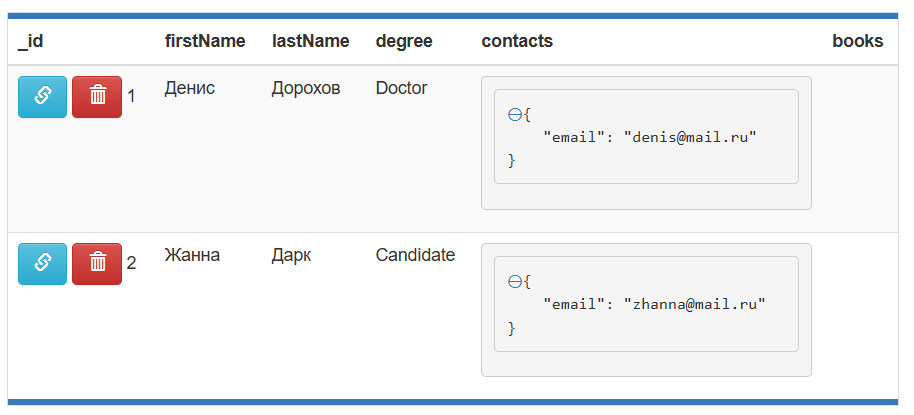 _id firstName lastName degree contacts books
1 Денис Дорохов Doctor
{
"email": "denis@mail.ru"
}
2 Жанна Дарк Candidate
{
"email": "zhanna@mail.ru"
}